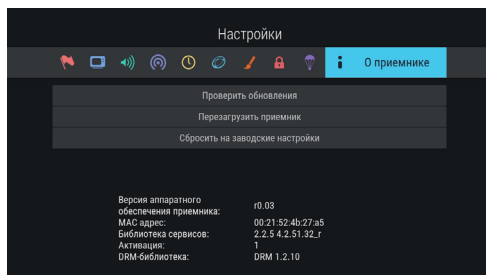 Настройки
О приемнике
Проверить обновления
Перезагрузить приемник
Сбросить на заводские настройки
Версия аппаратного
обеспечения приемника: r0.03
MAC адрес: 00:21:52:4b:27:a5
Библиотека сервисов: 2.2.5 4.2.51.32_r
Активация: 1
DRM-библиотека: DRM 1.2.10